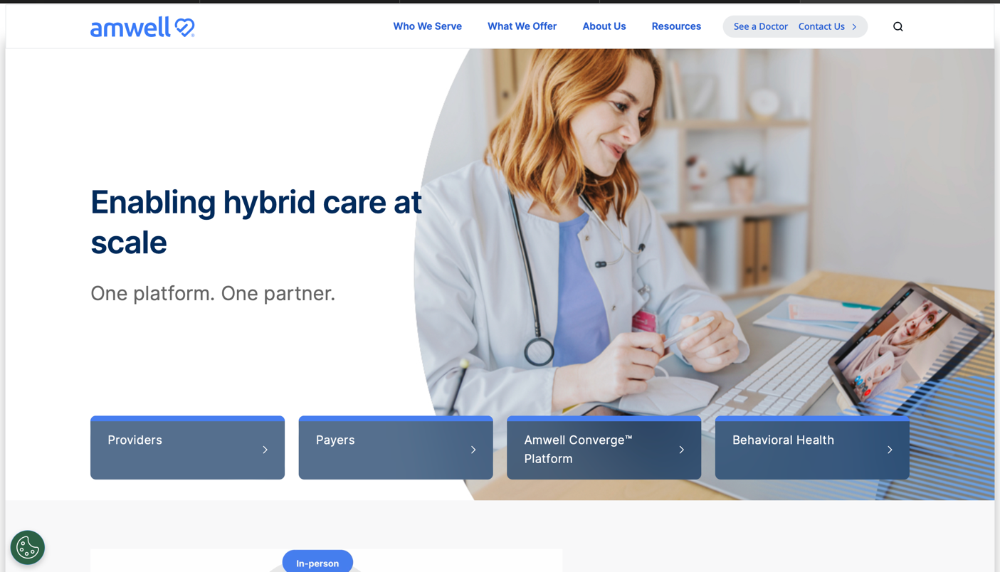 amwell®
Who We Serve
What We Offer
About Us
Resources
See a Doctor
Contact Us
Enabling hybrid care at
scale
One platform. One partner.
Providers
Payers
Amwell Converge™
Platform
Behavioral Health
In-person